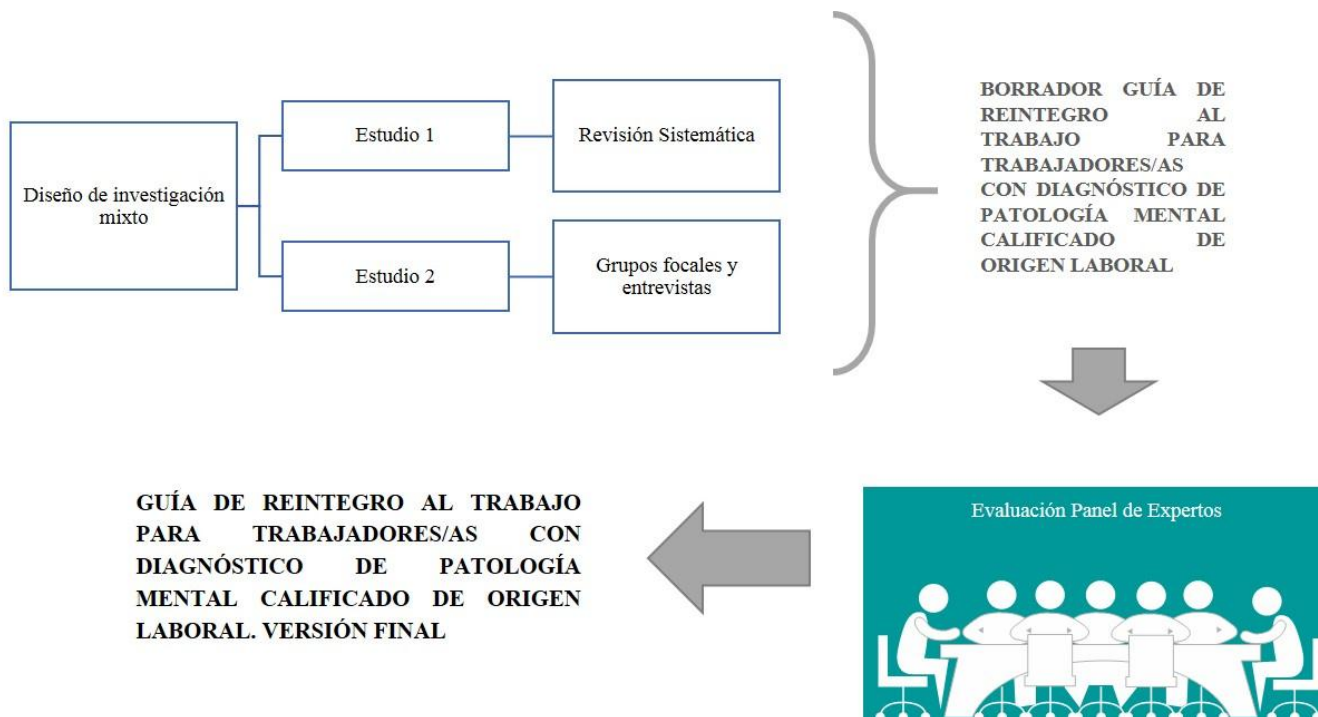 Diseño de investigación
mixto
Estudio 1
Revisión Sistemática
Estudio 2
Grupos focales y
entrevistas
BORRADOR GUÍA DE
REINTEGRO AL
TRABAJO PARA
TRABAJADORES/AS
CON DIAGNÓSTICO DE
PATOLOGÍA MENTAL
CALIFICADO DE
ORIGEN LABORAL
Evaluación Panel de Expertos
GUÍA DE REINTEGRO AL TRABAJO
PARA TRABAJADORES/AS CON
DIAGNÓSTICO DE PATOLOGÍA
MENTAL CALIFICADO DE ORIGEN
LABORAL. VERSIÓN FINAL